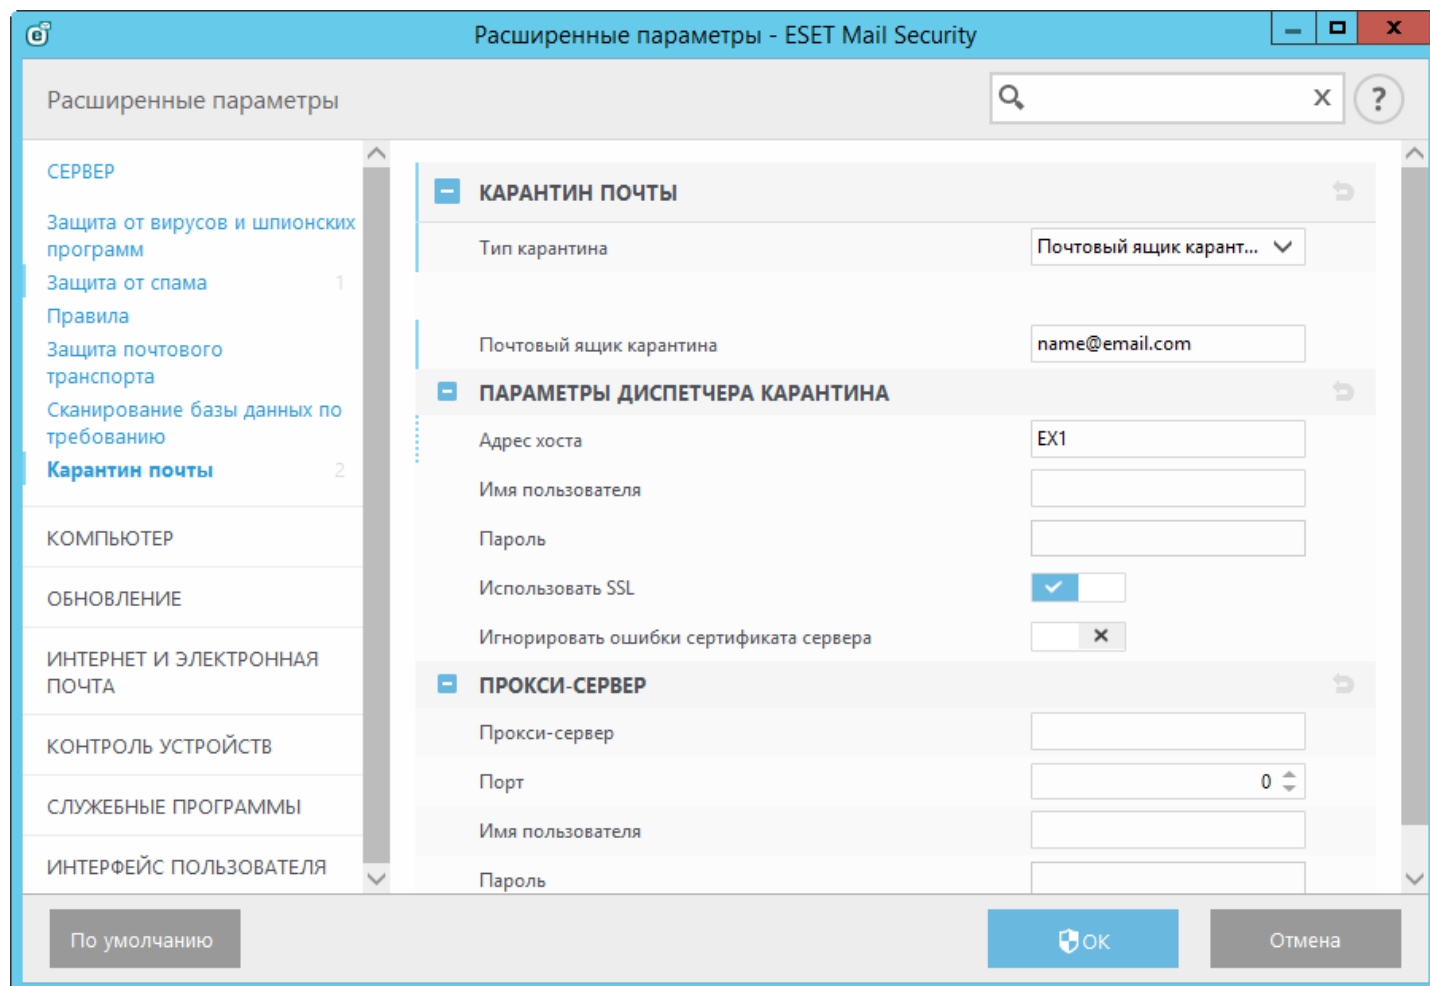 Расширенные параметры - ESET Mail Security
Расширенные параметры
СЕРВЕР
Защита от вирусов и шпионских
программ
Защита от спама 1
Правила
Защита почтового
транспорта
Сканирование базы данных по
требованию
Карантин почты 2
КОМПЬЮТЕР
ОБНОВЛЕНИЕ
ИНТЕРНЕТ И ЭЛЕКТРОННАЯ
ПОЧТА
КОНТРОЛЬ УСТРОЙСТВ
СЛУЖЕБНЫЕ ПРОГРАММЫ
ИНТЕРФЕЙС ПОЛЬЗОВАТЕЛЯ
КАРАНТИН ПОЧТЫ
Тип карантина Почтовый ящик карант...
Почтовый ящик карантина name@email.com
ПАРАМЕТРЫ ДИСПЕТЧЕРА КАРАНТИНА
Адрес хоста EX1
Имя пользователя
Пароль
Использовать SSL
Игнорировать ошибки сертификата сервера
ПРОКСИ-СЕРВЕР
Прокси-сервер
Порт 0
Имя пользователя
Пароль
По умолчанию
ОК
Отмена